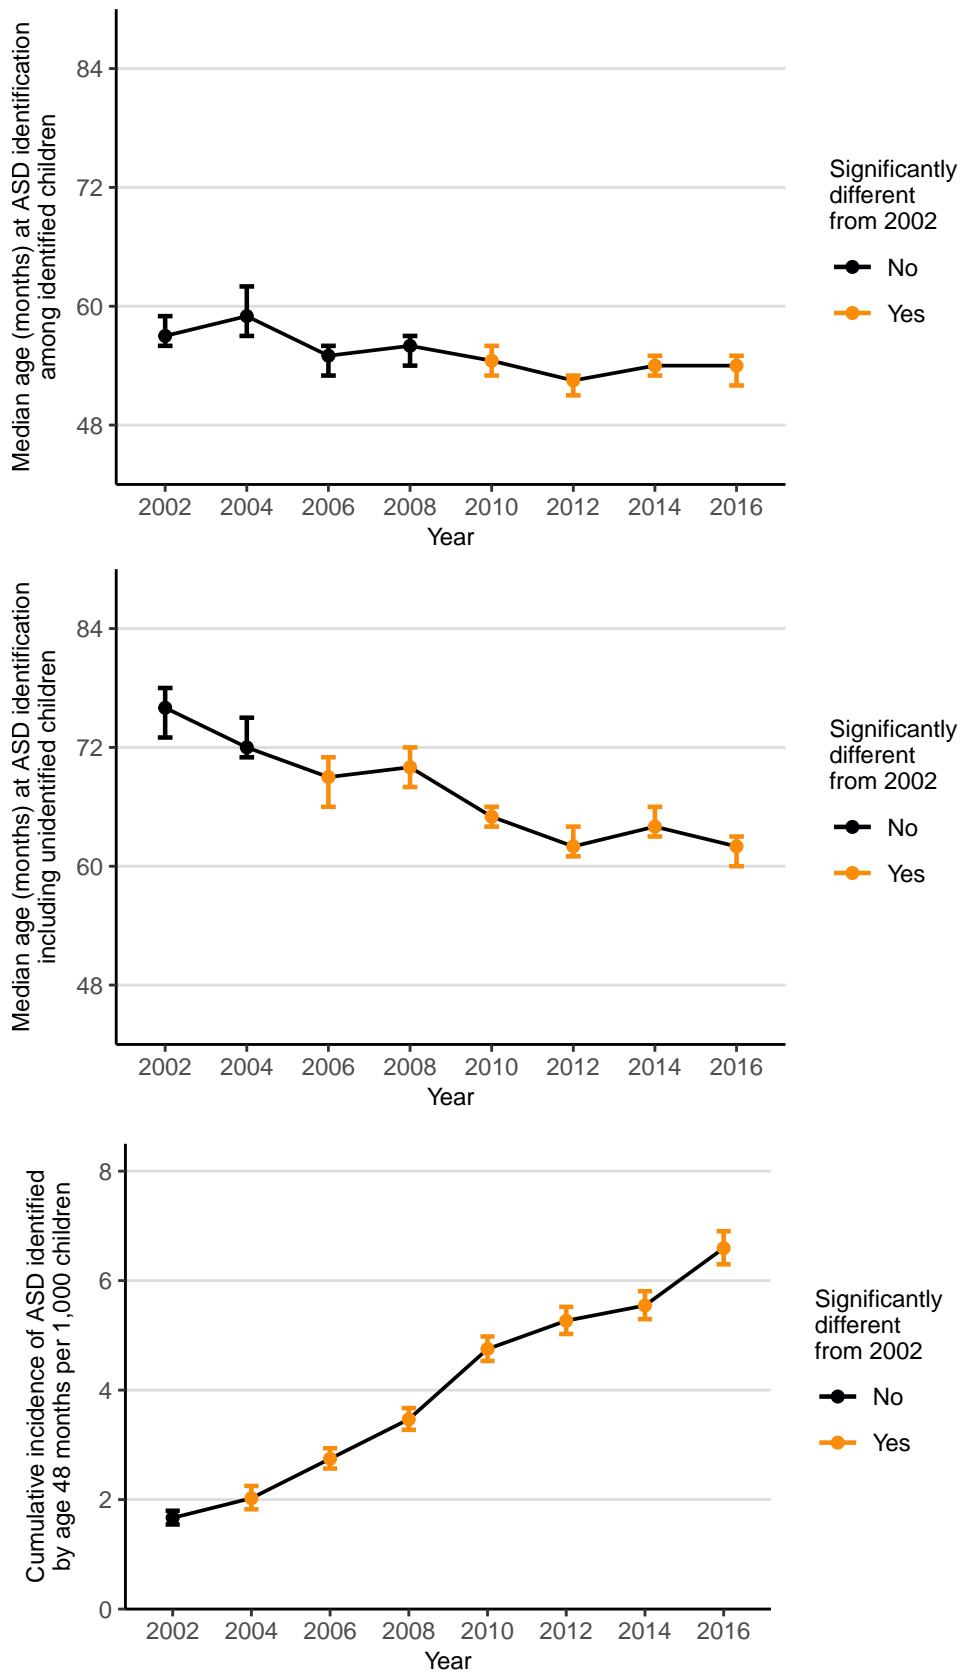 Median age (months) at ASD identification
among identified children
84
72
60
48
2002 2004 2006 2008 2010 2012 2014 2016
Year
Significantly
different
from 2002
No
Yes
Median age (months) at ASD identification
including unidentified children
84
72
60
48
2002 2004 2006 2008 2010 2012 2014 2016
Year
Significantly
different
from 2002
No
Yes
Cumulative incidence of ASD identified
by age 48 months per 1,000 children
8
6
4
2
0
2002 2004 2006 2008 2010 2012 2014 2016
Year
Significantly
different
from 2002
No
Yes